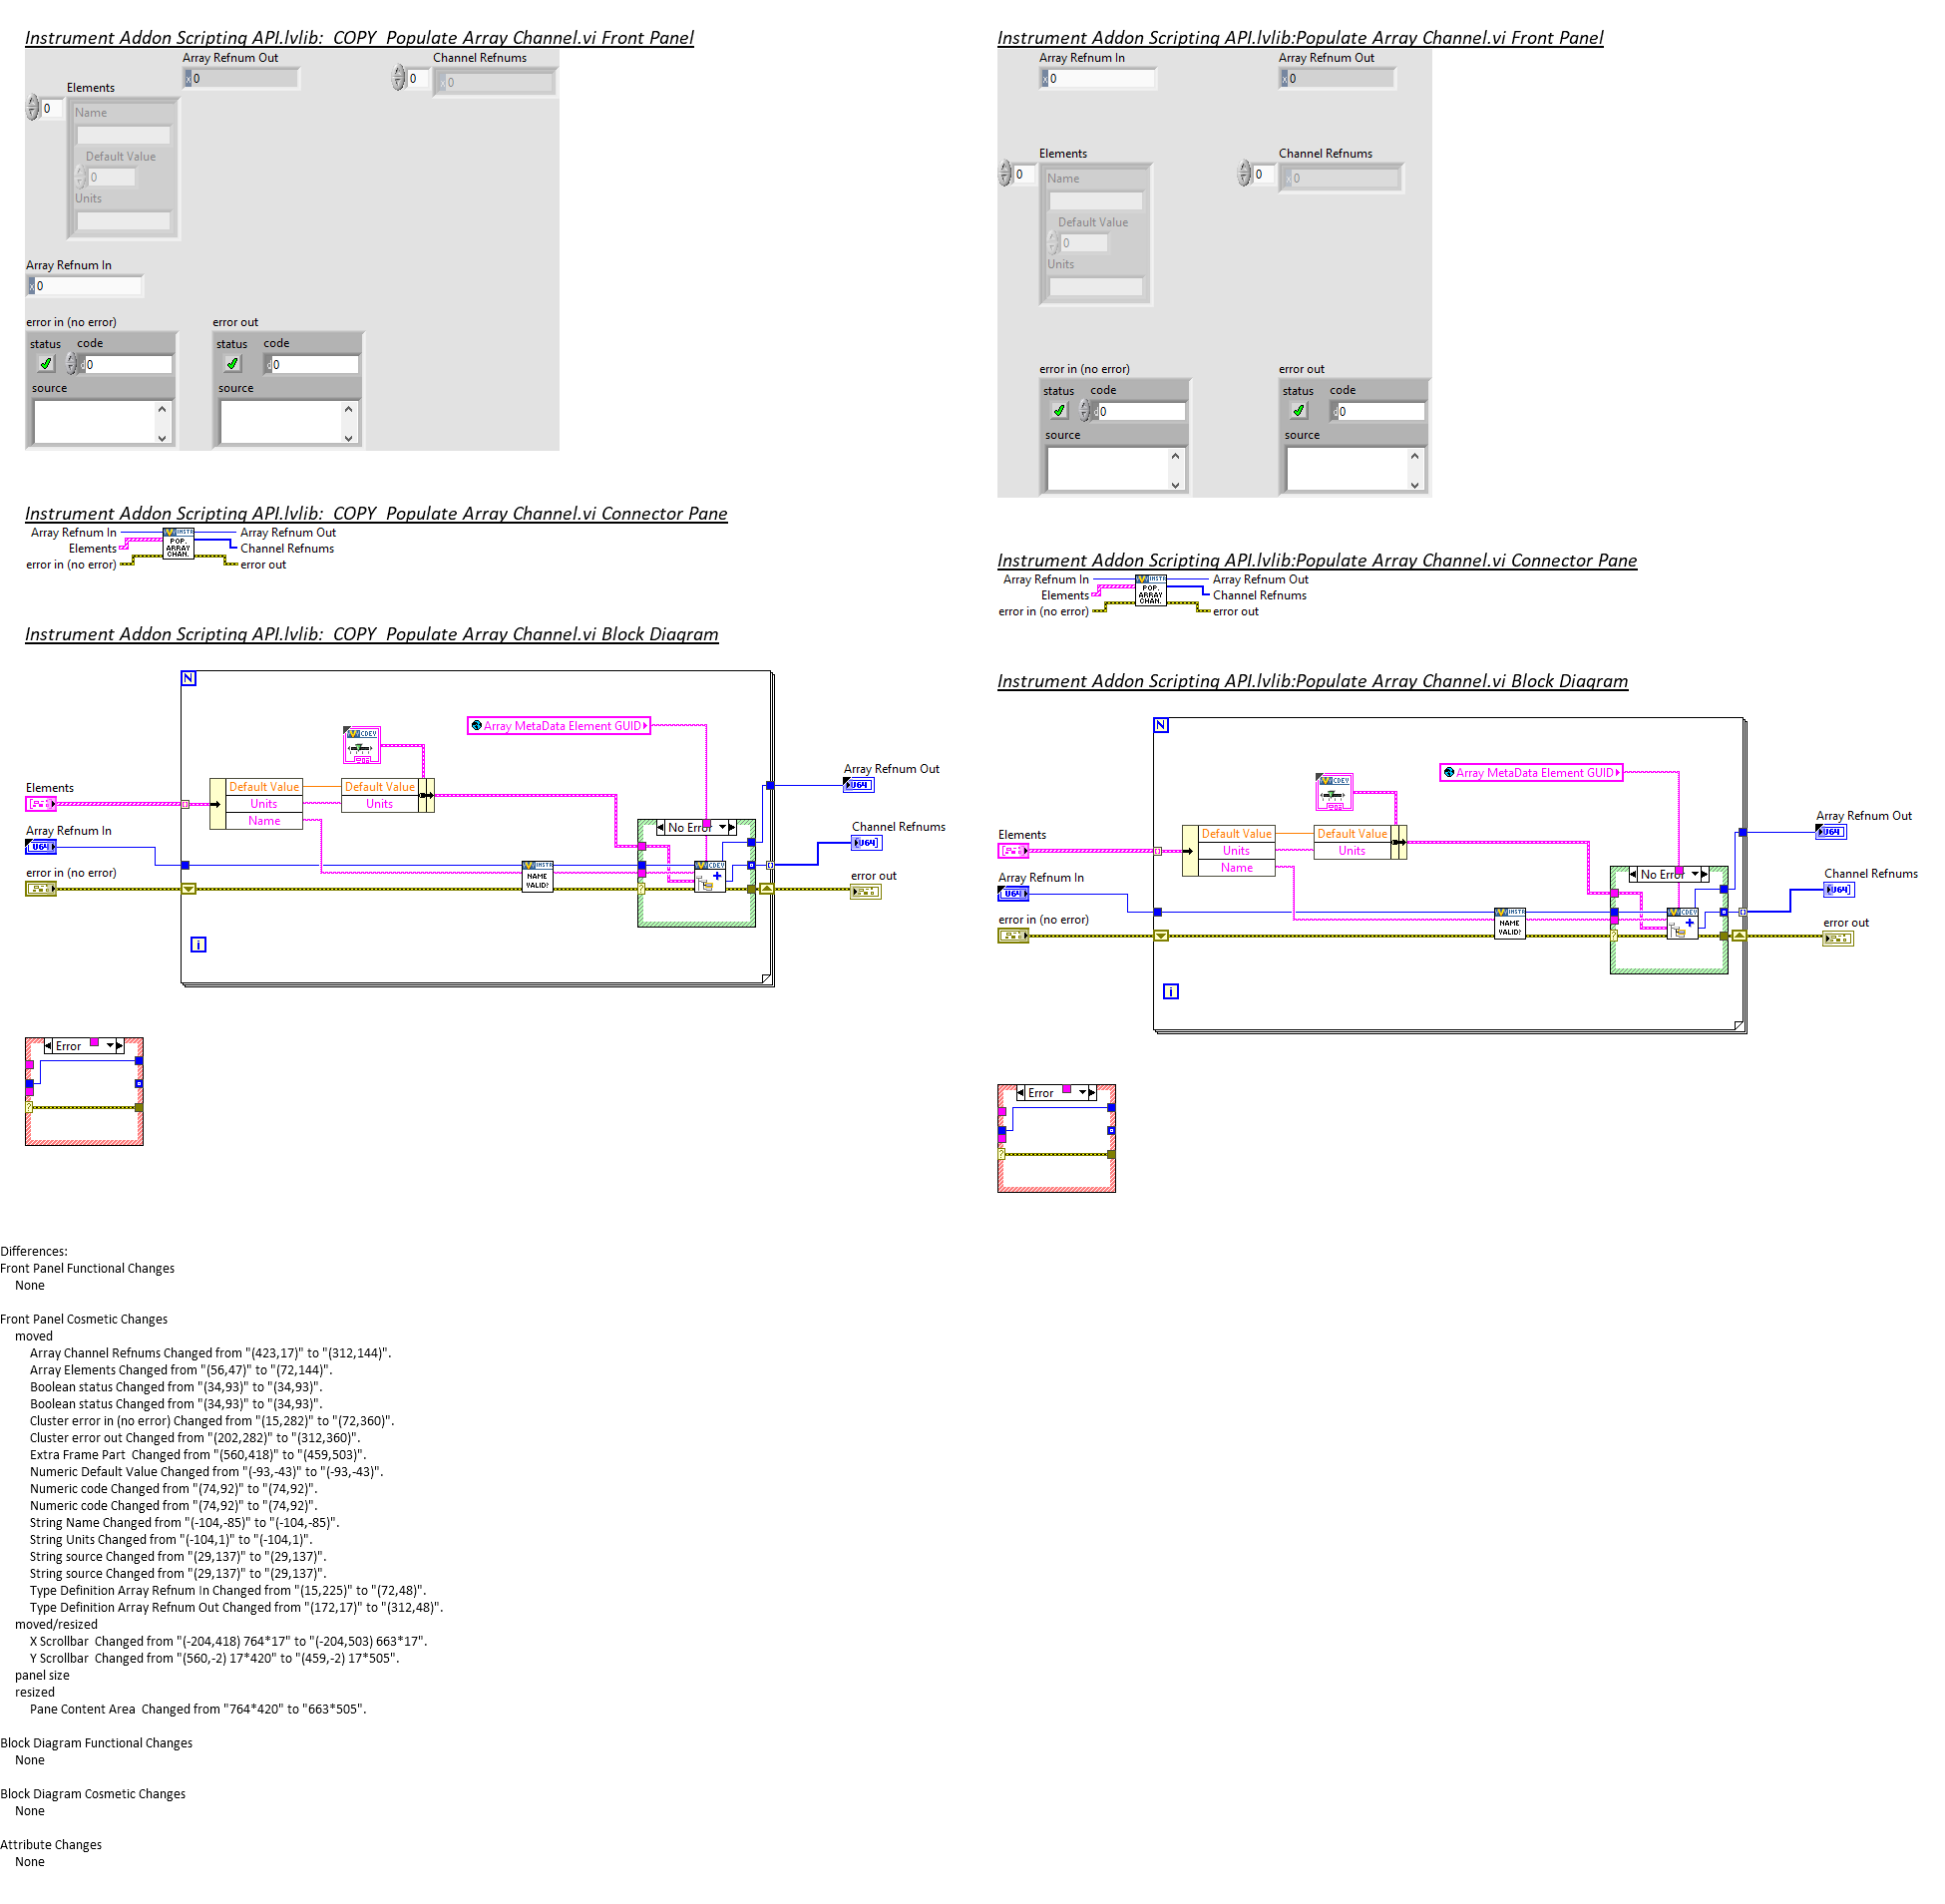 Instrument Addon Scripting API.lvlib:  COPY  Populate Array Channel.vi Front Panel
Array Refnum Out
x 0
Channel Refnums
0
x 0
Elements
0
Name
Default Value
0
Units
Array Refnum In
x 0
error in (no error)
status
code
d 0
source
error out
status
code
d 0
source
Instrument Addon Scripting API.lvlib:  COPY  Populate Array Channel.vi Connector Pane
Array Refnum In
Elements
error in (no error)
INSTR
POP.
ARRAY
CHAN.
Array Refnum Out
Channel Refnums
error out
Instrument Addon Scripting API.lvlib:  COPY  Populate Array Channel.vi Block Diagram
N
CDEV
Array MetaData Element GUID
Elements
Default Value
Units
Name
Default Value
Units
Array Refnum In
U64
error in (no error)
INSTR
NAME
VALID?
No Error
CDEV
?
i
Array Refnum Out
U64
Channel Refnums
U64
error out
Error
?
Instrument Addon Scripting API.lvlib:Populate Array Channel.vi Front Panel
Array Refnum In
x 0
Array Refnum Out
x 0
Elements
0
Name
Default Value
0
Units
Channel Refnums
0
x 0
error in (no error)
status
code
d 0
source
error out
status
code
d 0
source
Instrument Addon Scripting API.lvlib:Populate Array Channel.vi Connector Pane
Array Refnum In
Elements
error in (no error)
INSTR
POP.
ARRAY
CHAN.
Array Refnum Out
Channel Refnums
error out
Instrument Addon Scripting API.lvlib:Populate Array Channel.vi Block Diagram
N
CDEV
Array MetaData Element GUID
Elements
Default Value
Units
Name
Default Value
Units
Array Refnum In
U64
error in (no error)
INSTR
NAME
VALID?
No Error
CDEV
?
i
Array Refnum Out
U64
Channel Refnums
U64
error out
Error
?
Differences:
Front Panel Functional Changes
None
Front Panel Cosmetic Changes
moved
Array Channel Refnums Changed from "(423,17)" to "(312,144)".
Array Elements Changed from "(56,47)" to "(72,144)".
Boolean status Changed from "(34,93)" to "(34,93)".
Boolean status Changed from "(34,93)" to "(34,93)".
Cluster error in (no error) Changed from "(15,282)" to "(72,360)".
Cluster error out Changed from "(202,282)" to "(312,360)".
Extra Frame Part  Changed from "(560,418)" to "(459,503)".
Numeric Default Value Changed from "(-93,-43)" to "(-93,-43)".
Numeric code Changed from "(74,92)" to "(74,92)".
Numeric code Changed from "(74,92)" to "(74,92)".
String Name Changed from "(-104,-85)" to "(-104,-85)".
String Units Changed from "(-104,1)" to "(-104,1)".
String source Changed from "(29,137)" to "(29,137)".
String source Changed from "(29,137)" to "(29,137)".
Type Definition Array Refnum In Changed from "(15,225)" to "(72,48)".
Type Definition Array Refnum Out Changed from "(172,17)" to "(312,48)".
moved/resized
X Scrollbar  Changed from "(-204,418) 764*17" to "(-204,503) 663*17".
Y Scrollbar  Changed from "(560,-2) 17*420" to "(459,-2) 17*505".
panel size
resized
Pane Content Area  Changed from "764*420" to "663*505".
Block Diagram Functional Changes
None
Block Diagram Cosmetic Changes
None
Attribute Changes
None